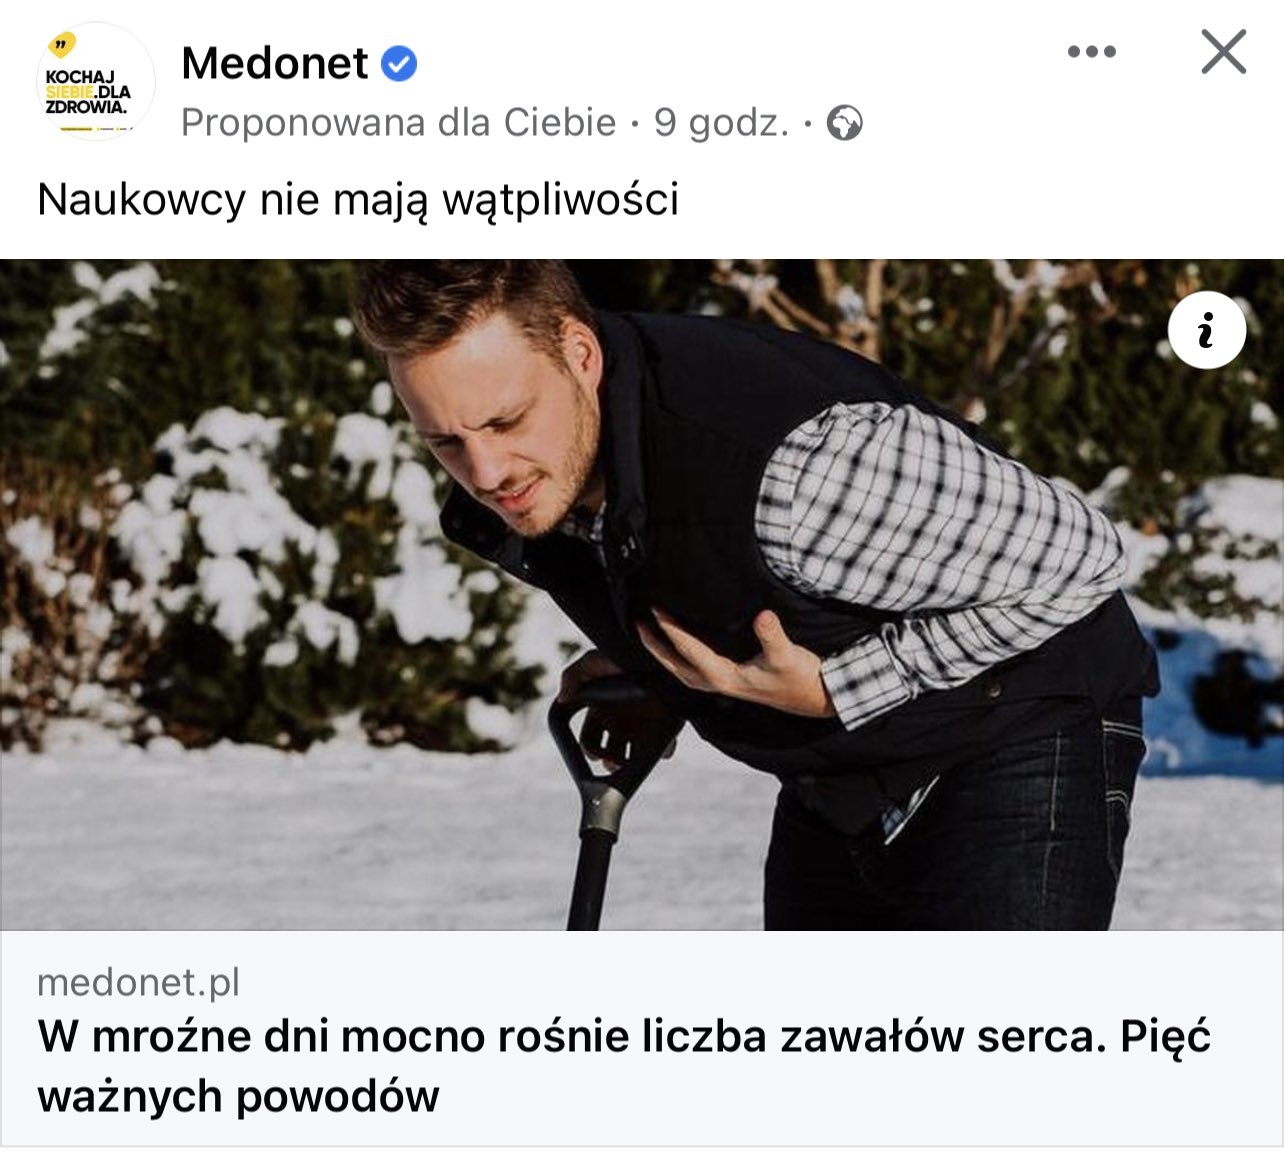 ”
KOCHAJ
SIEBIE.DLA
ZDROWIA.
Medonet
Proponowana dla Ciebie · 9 godz. ·
Naukowcy nie mają wątpliwości
i
medonet.pl
W mroźne dni mocno rośnie liczba zawałów serca. Pięć
ważnych powodów